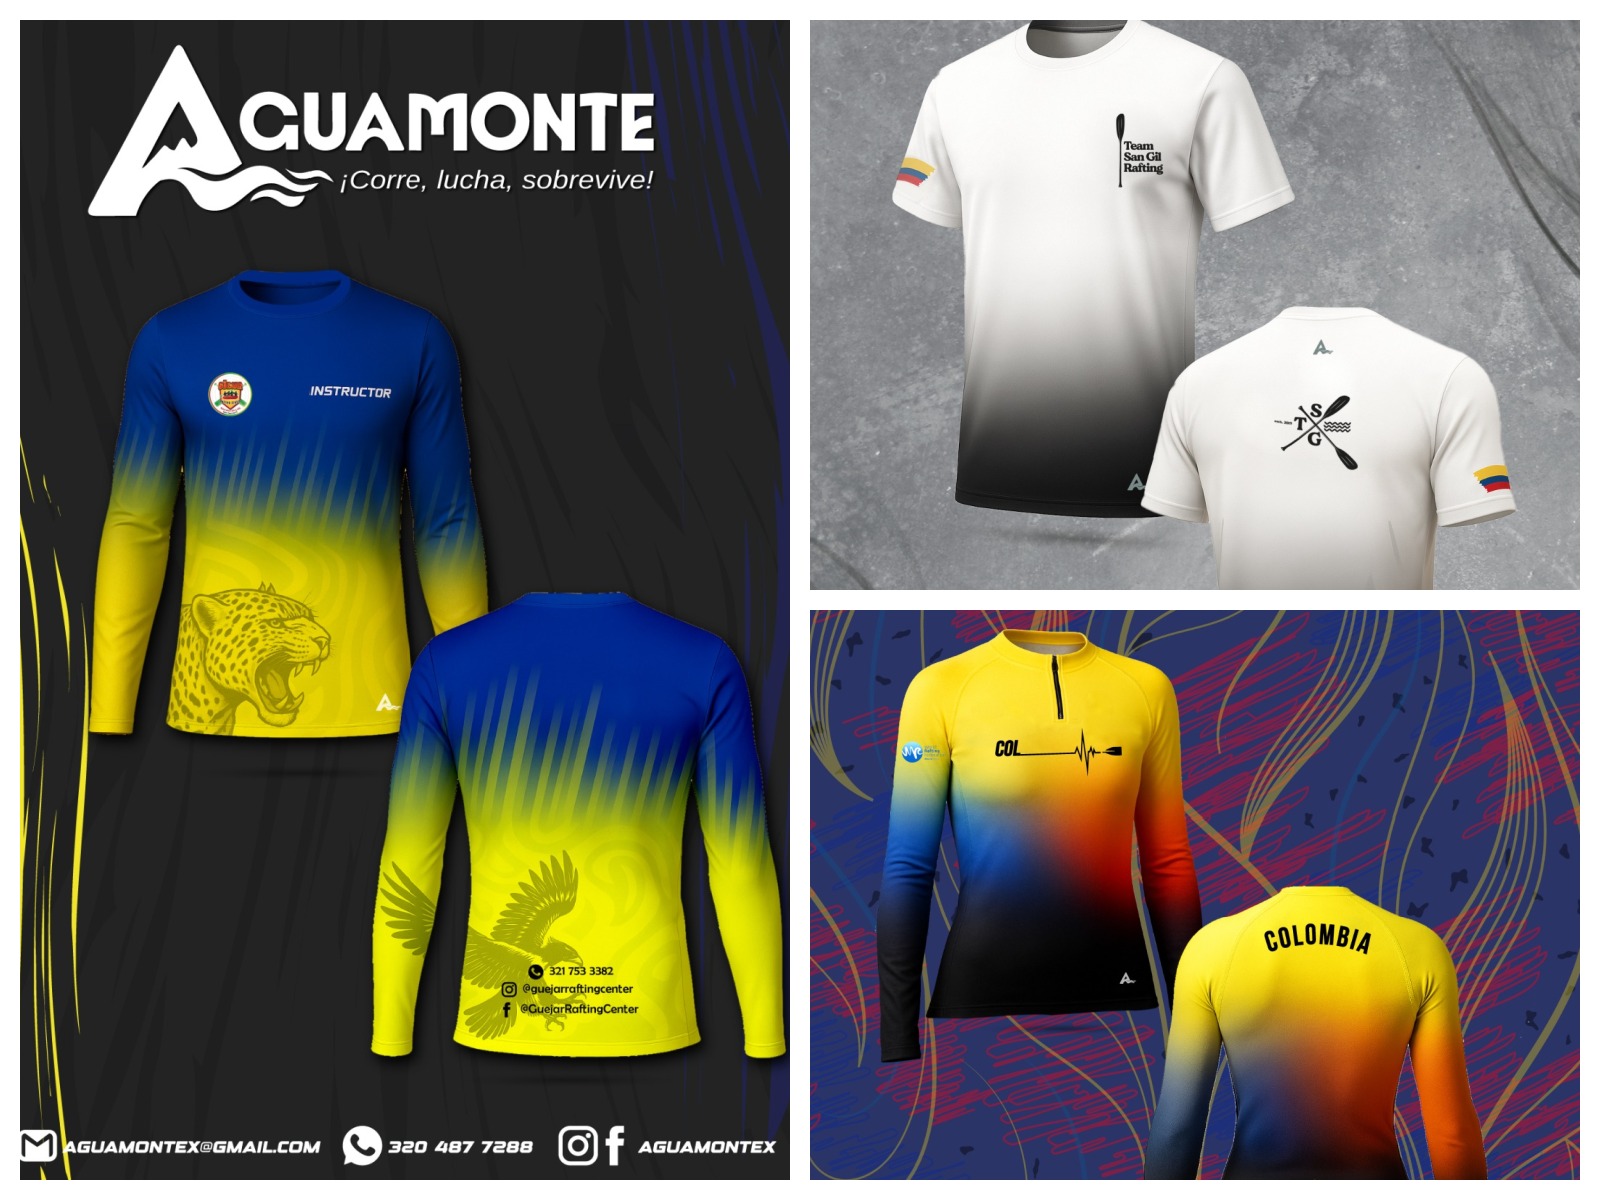 AGUAMONTE
¡Corre, lucha, sobrevive!
INSTRUCTOR
321 753 3382
@guejarraftingcenter
@GuejarRaftingCenter
AGUAMONTEX@GMAIL.COM
320 487 7288
AGUAMONTEX
Team
San Gil
Rafting
S
T
G
COL
COLOMBIA